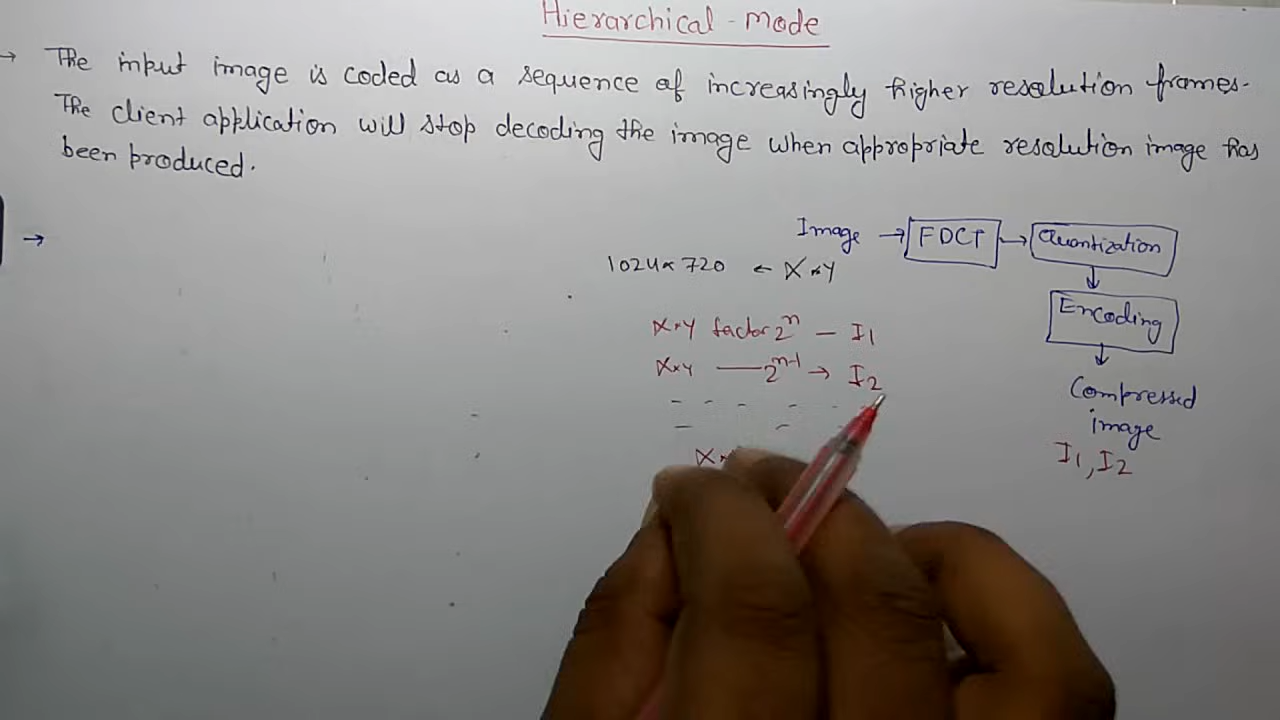 Hierarchical - mode
→ The input image is coded as a sequence of increasingly higher resolution frames.
The client application will stop decoding the image when appropriate resolution image has
been produced.
→
Image → FDCT → Quantization
1024 x 720 ← X * Y
Encoding
X * Y factor 2^n — I1
X * Y —— 2^n-1 → I2
Compressed
image
I1, I2
X *